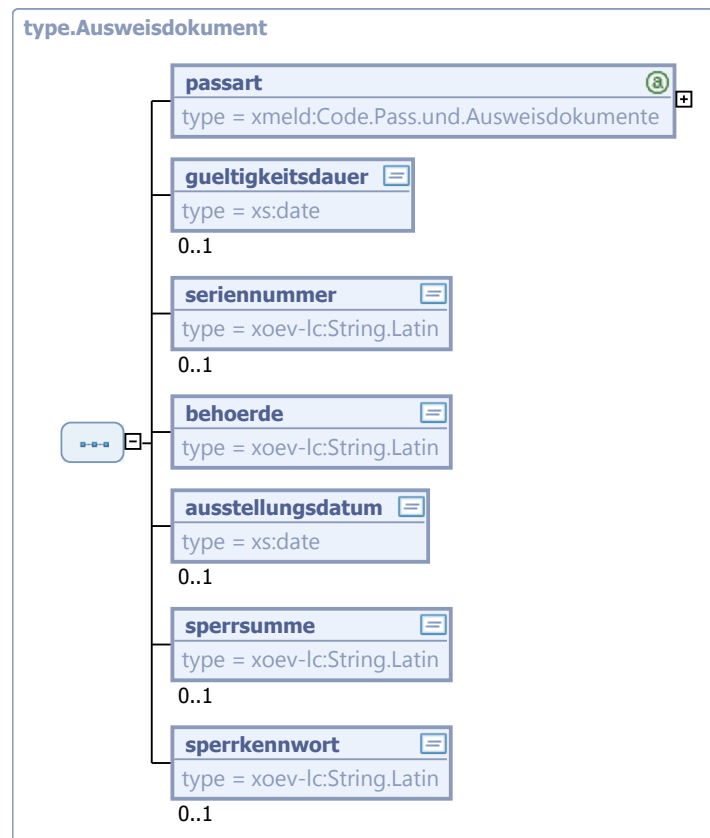 type.Ausweisdokument
passart
type = xmeld:Code.Pass.und.Ausweisdokumente
gueltigkeitsdauer
type = xs:date
0..1
seriennummer
type = xoev-lc:String.Latin
0..1
behoerde
type = xoev-lc:String.Latin
ausstellungsdatum
type = xs:date
0..1
sperrsumme
type = xoev-lc:String.Latin
0..1
sperrkennwort
type = xoev-lc:String.Latin
0..1